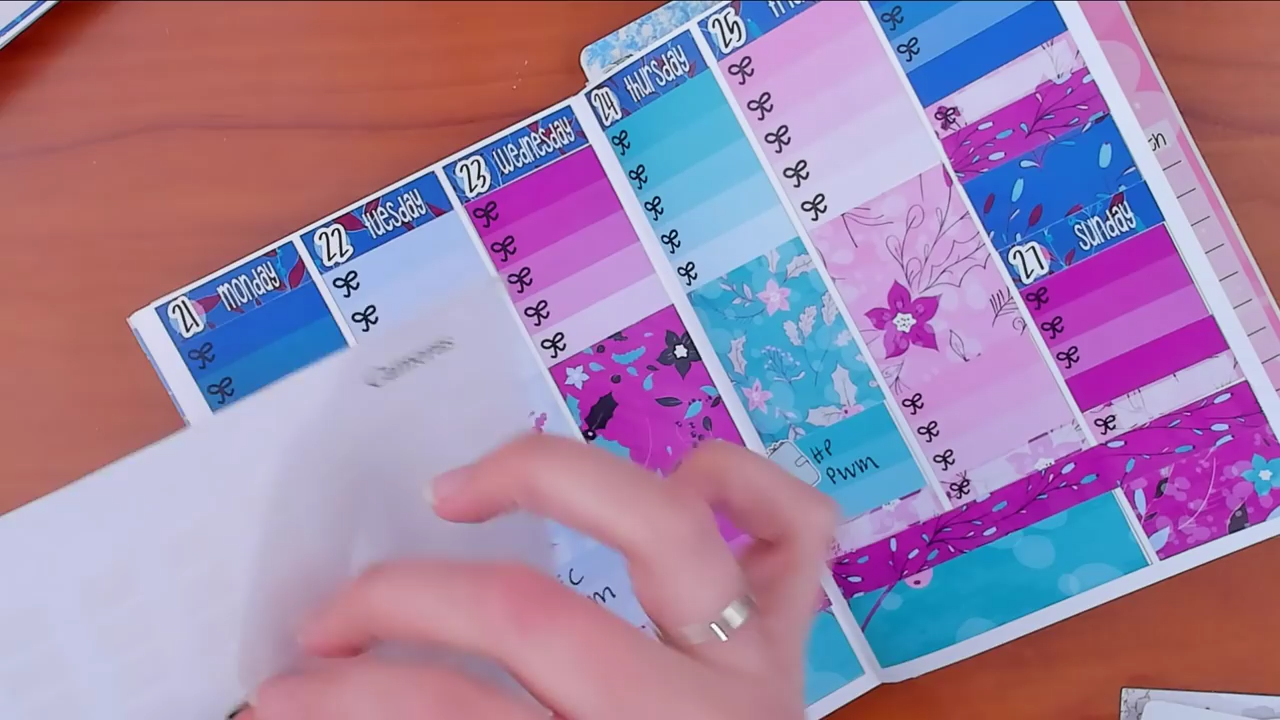 21 monday
22 tuesday
23 wednesday
24 thursday
25
27 sunday
HP
PWM